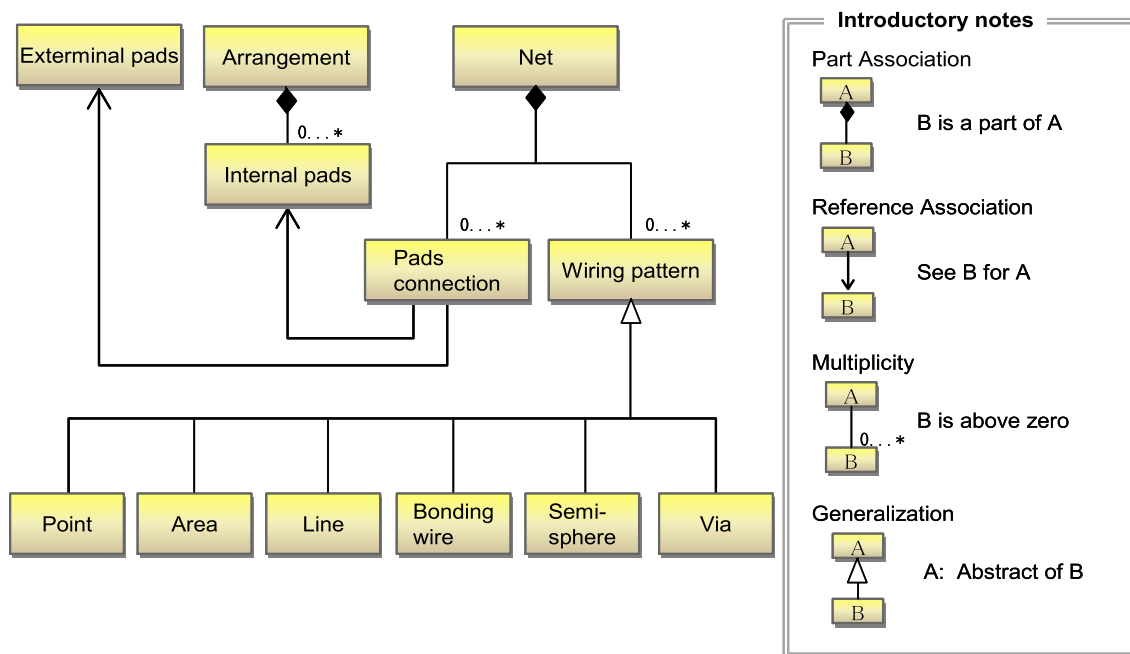 Exterminal pads
Arrangement
Net
0...*
Internal pads
0...*
0...*
Pads
connection
Wiring pattern
Point
Area
Line
Bonding
wire
Semi-
sphere
Via
Introductory notes
Part Association
A
B is a part of A
B
Reference Association
A
See B for A
B
Multiplicity
A
B is above zero
0...*
B
Generalization
A
A: Abstract of B
B